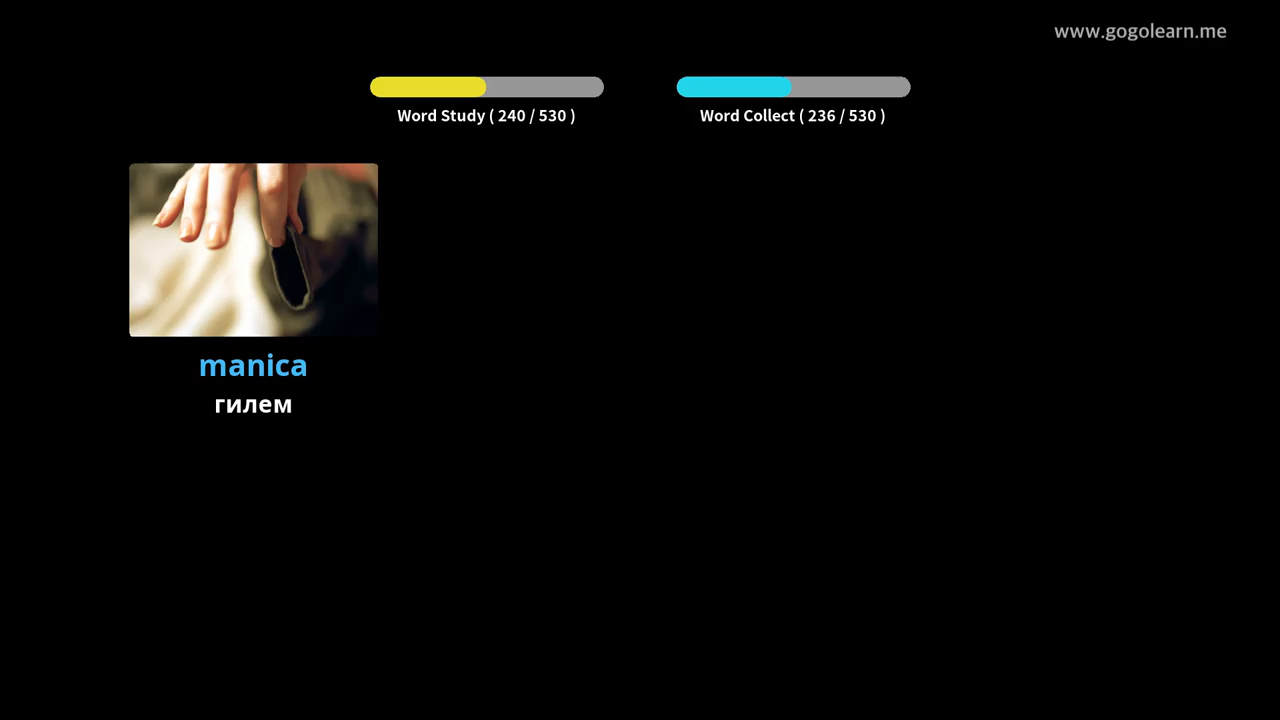 www.gogolearn.me
Word Study ( 240 / 530 )
Word Collect ( 236 / 530 )
manica
гилем